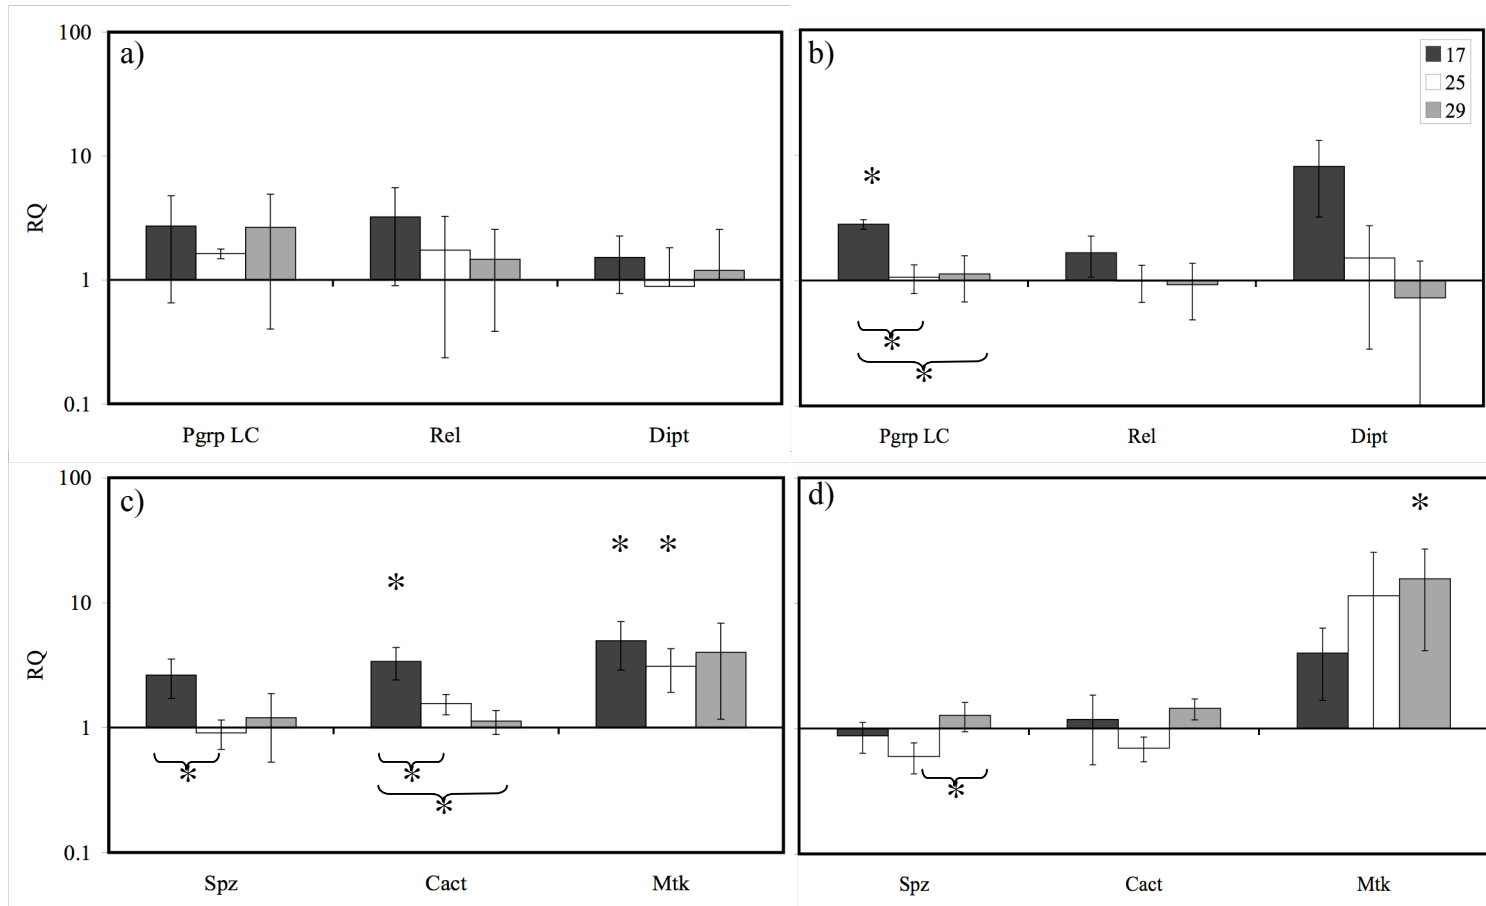 100
a)
b)
17
25
29
10
RQ
*
1
*
*
0.1
Pgrp LC Rel Dipt
Pgrp LC Rel Dipt
100
c)
d)
*
* *
*
10
RQ
1
* *
*
*
0.1
Spz Cact Mtk
Spz Cact Mtk